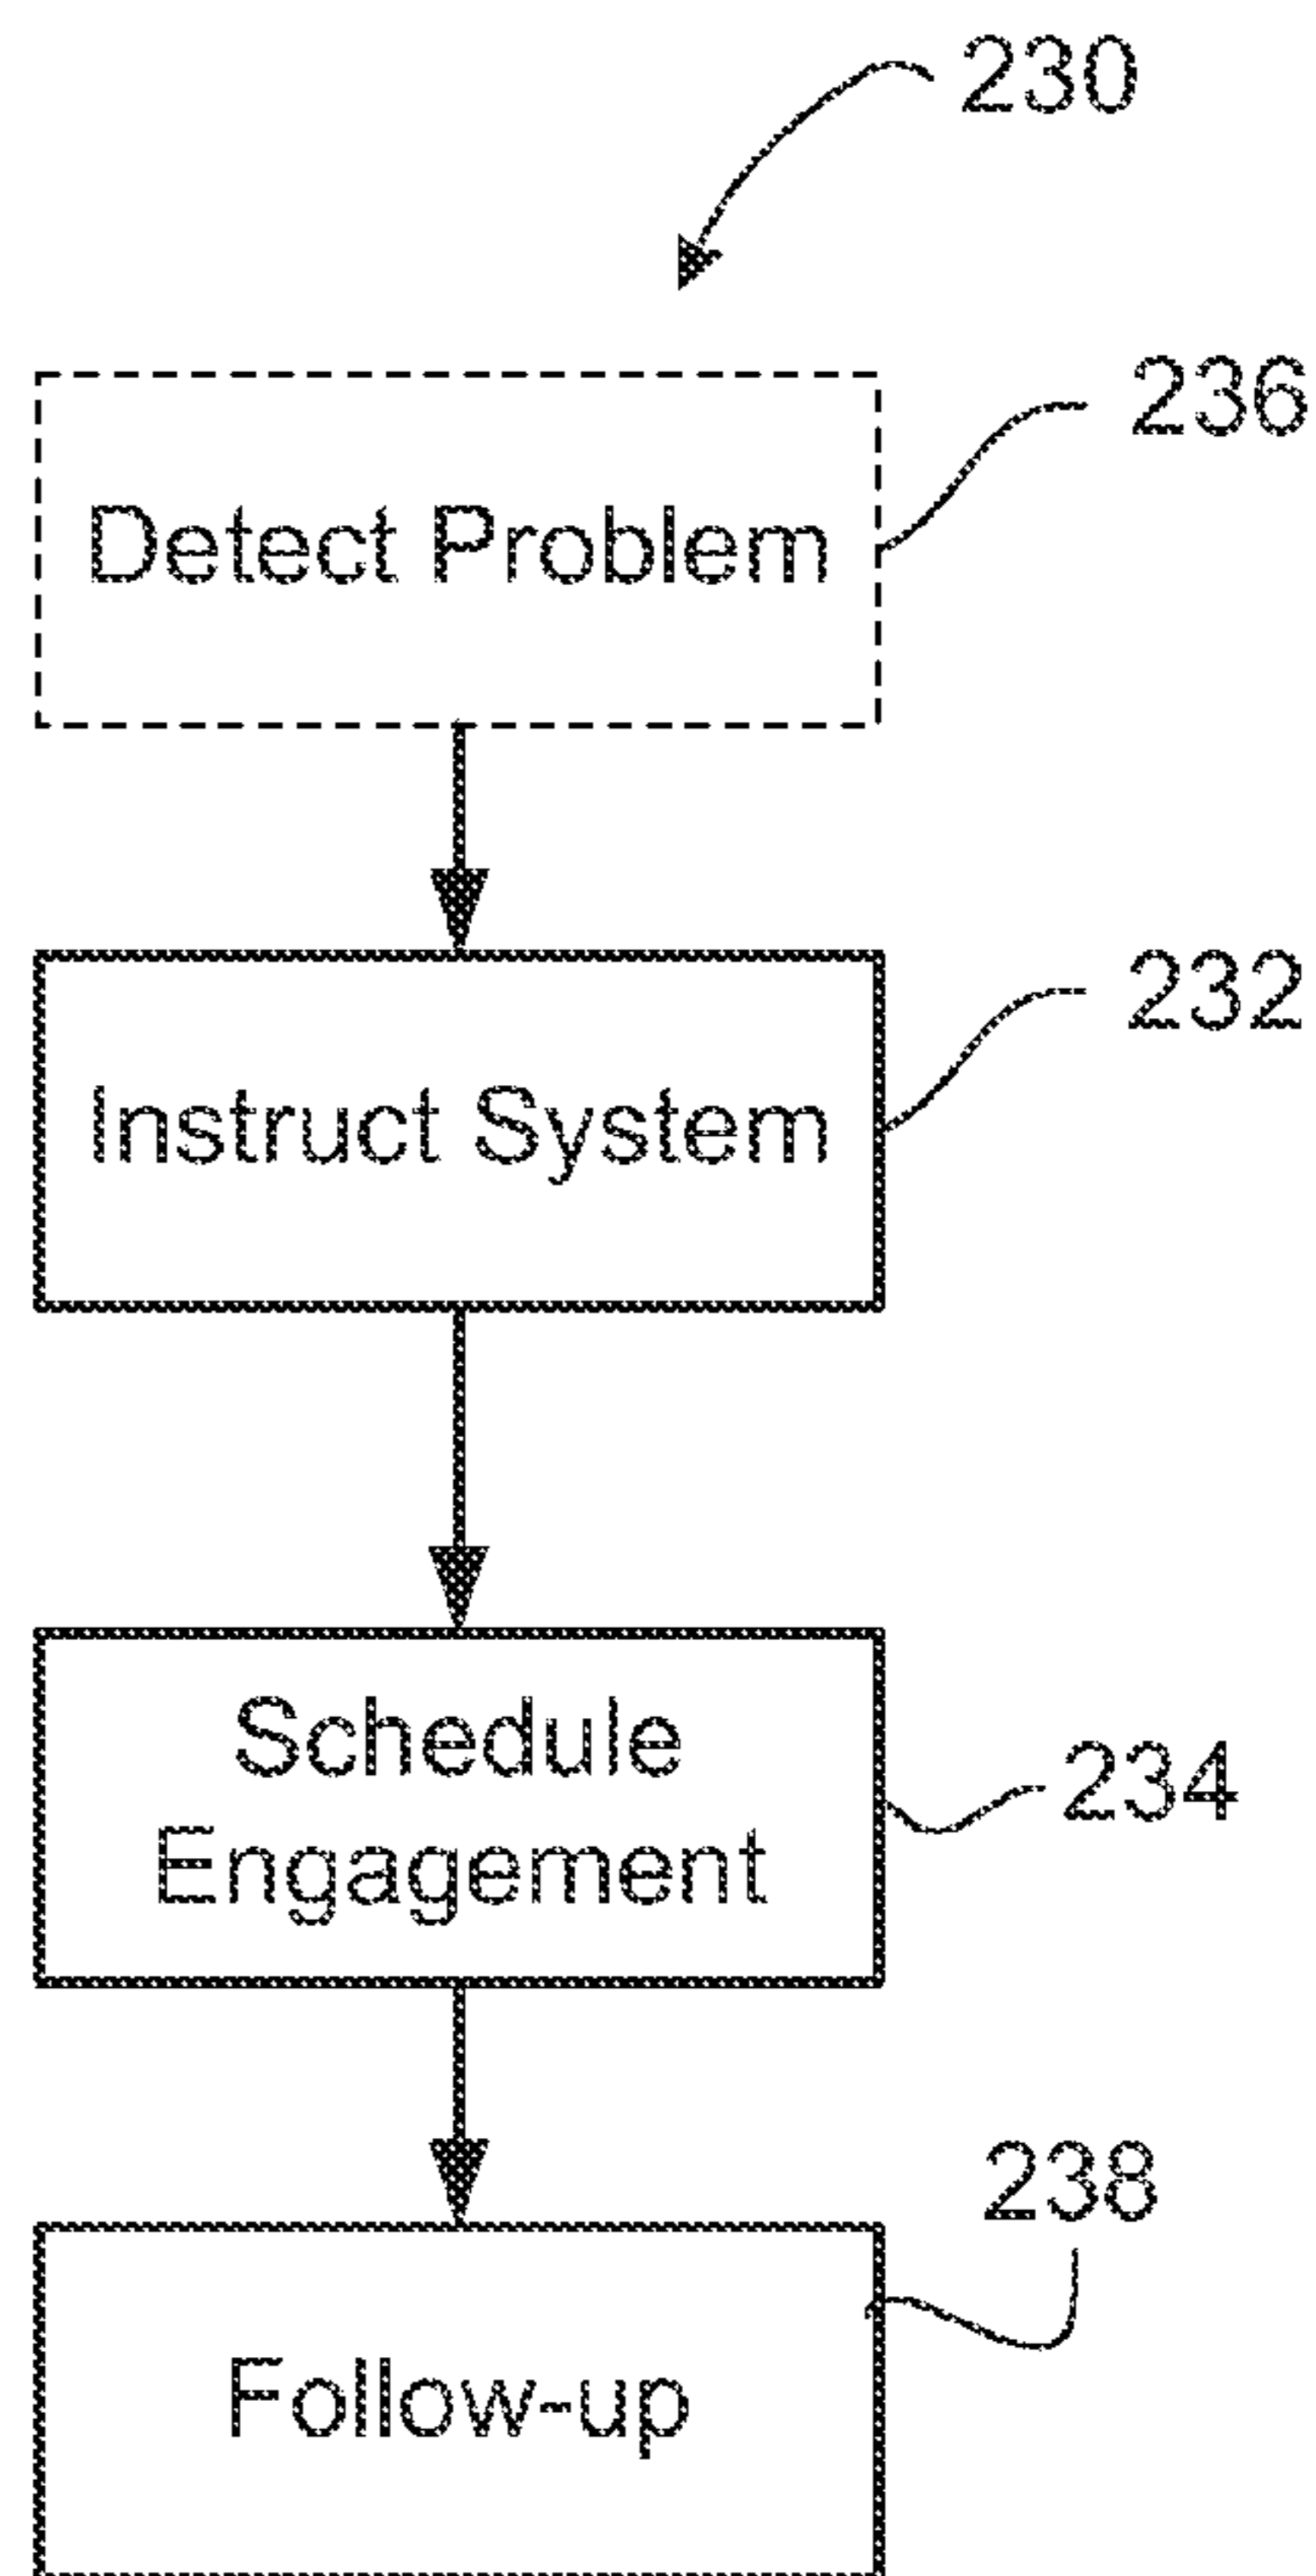 230
236
Detect Problem
232
Instruct System
Schedule
234
Engagement
238
Follow-up